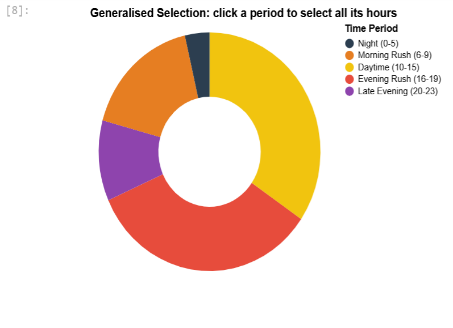 [8]:
Generalised Selection: click a period to select all its hours
Time Period
Night (0-5)
Morning Rush (6-9)
Daytime (10-15)
Evening Rush (16-19)
Late Evening (20-23)